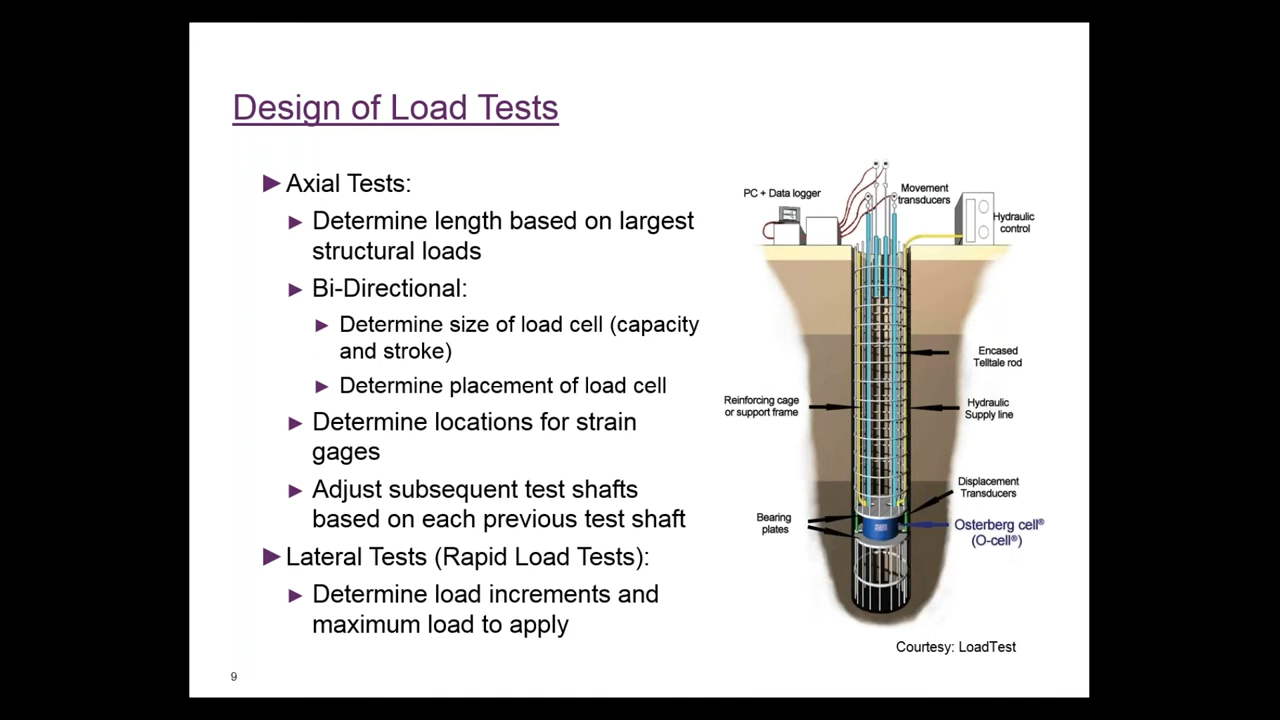 Design of Load Tests
►Axial Tests:
► Determine length based on largest
structural loads
► Bi-Directional:
► Determine size of load cell (capacity
and stroke)
► Determine placement of load cell
► Determine locations for strain
gages
► Adjust subsequent test shafts
based on each previous test shaft
►Lateral Tests (Rapid Load Tests):
► Determine load increments and
maximum load to apply
PC + Data logger
Movement
transducers
Hydraulic
control
Encased
Telltale rod
Reinforcing cage
or support frame
Hydraulic
Supply line
Displacement
Transducers
Bearing
plates
Osterberg cell®
(O-cell®)
Courtesy: LoadTest
9